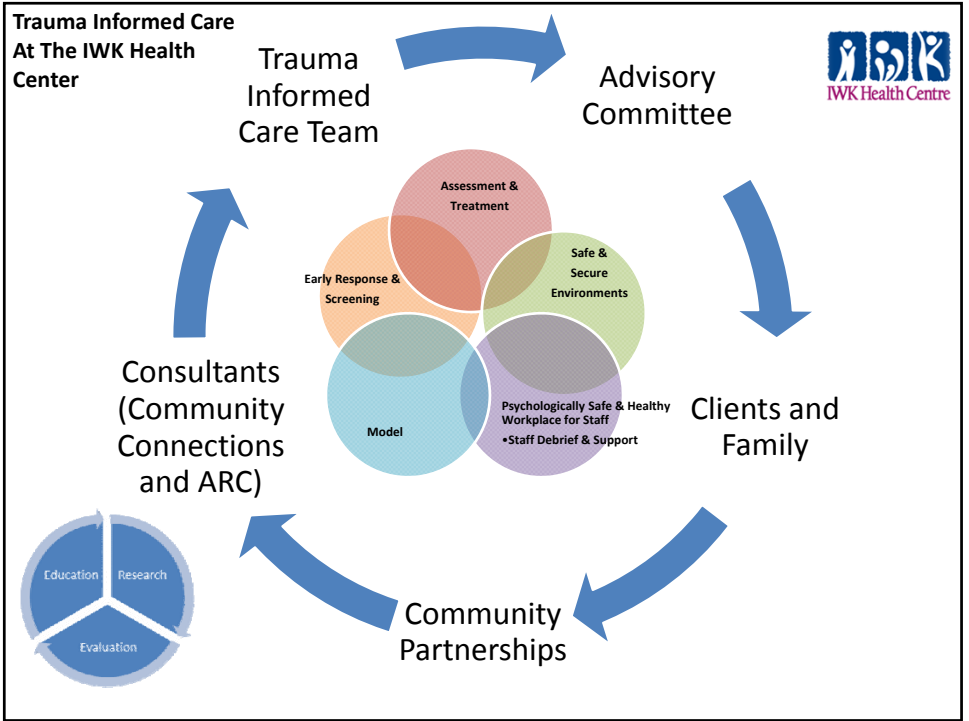 Trauma Informed Care
At The IWK Health
Center
Trauma
Informed
Care Team
Advisory
Committee
IWK Health Centre
Assessment &
Treatment
Early Response &
Screening
Safe &
Secure
Environments
Model
Psychologically Safe & Healthy
Workplace for Staff
•Staff Debrief & Support
Consultants
(Community
Connections
and ARC)
Clients and
Family
Community
Partnerships
Education
Research
Evaluation